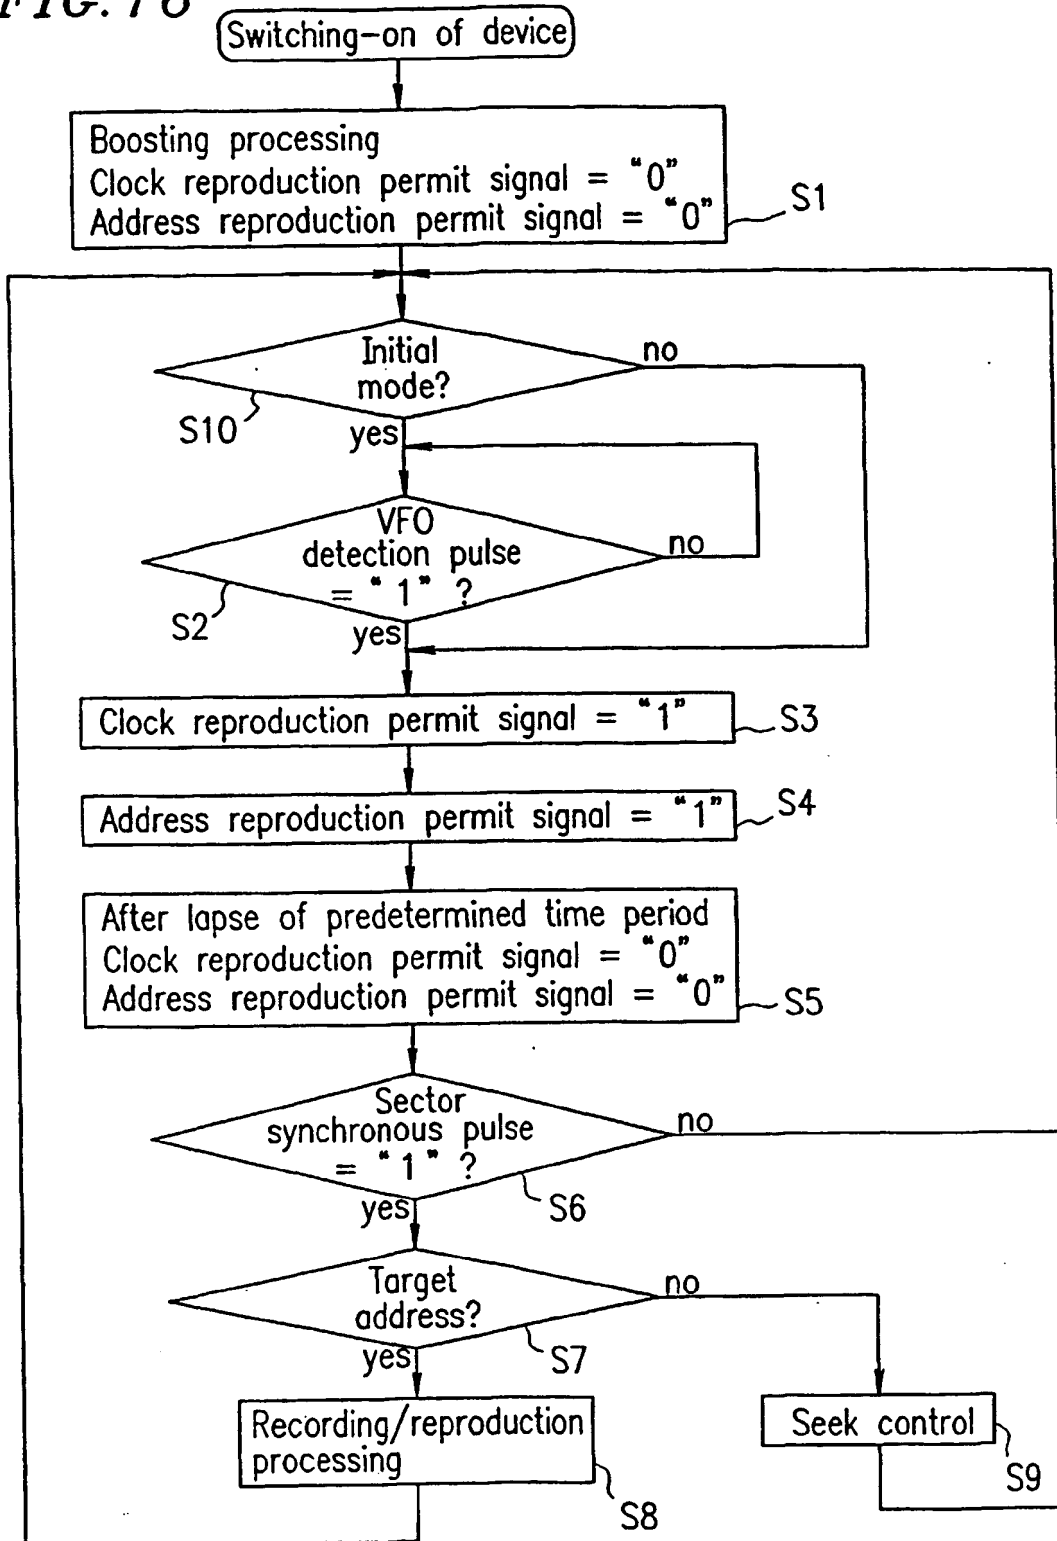 FIG. 16
Switching-on of device
Boosting processing
Clock reproduction permit signal = "0"
Address reproduction permit signal = "0"
S1
Initial
mode?
no
S10
yes
VFO
detection pulse
= "1" ?
no
S2
yes
Clock reproduction permit signal = "1"
S3
Address reproduction permit signal = "1"
S4
After lapse of predetermined time period
Clock reproduction permit signal = "0"
Address reproduction permit signal = "0"
S5
Sector
synchronous pulse
= "1" ?
no
S6
yes
Target
address?
no
S7
yes
Recording/reproduction
processing
S8
Seek control
S9